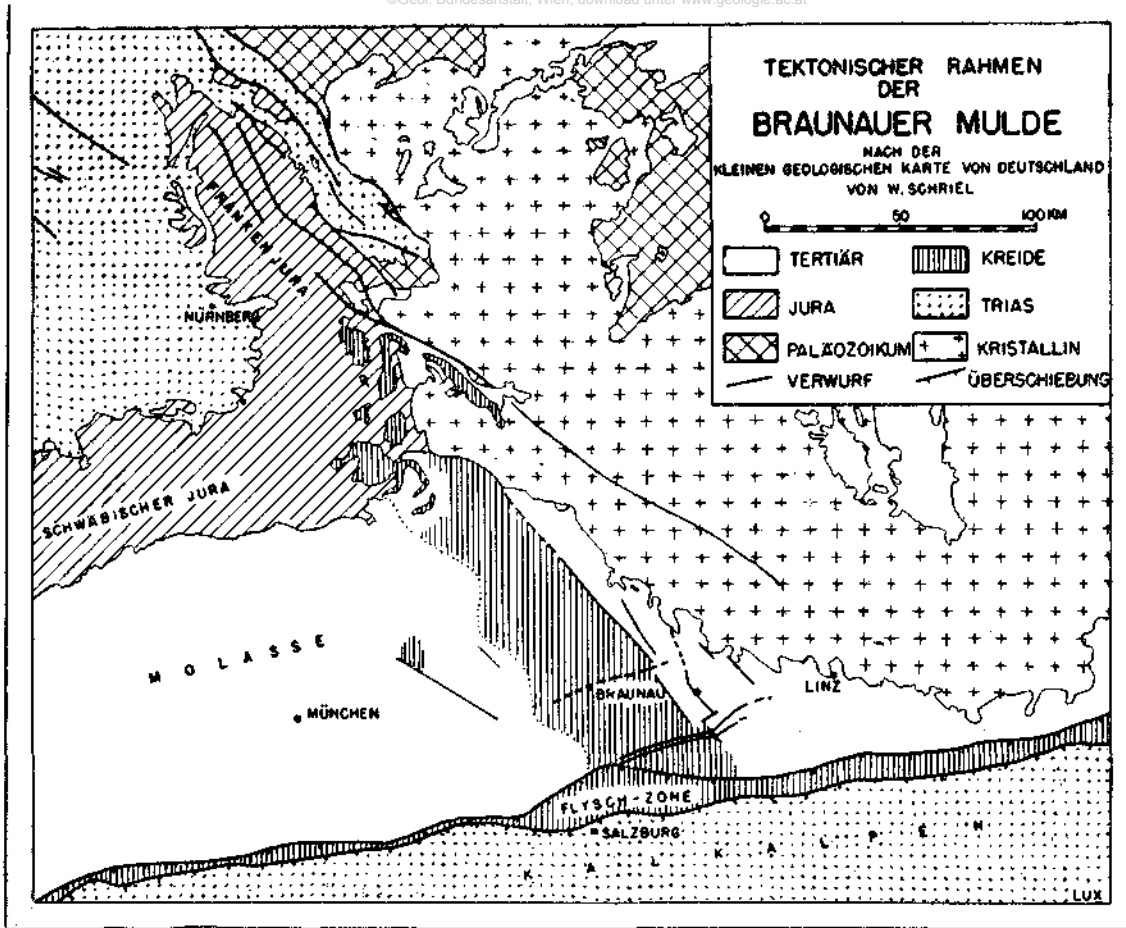 ©Geol. Bundesanstalt, Wien; download unter www.geologie.ac.at
TEKTONISCHER RAHMEN
DER
BRAUNAUER MULDE
NACH DER
KLEINEN GEOLOGISCHEN KARTE VON DEUTSCHLAND
VON W. SCHRIEL
0 50 100 KM
TERTIÄR KREIDE
JURA TRIAS
PALÄOZOIKUM KRISTALLIN
VERWURF ÜBERSCHIEBUNG
FRANKEN JURA
NÜRNBERG
SCHWÄBISCHER JURA
MOLASSE
MÜNCHEN
BRAUNAU
LINZ
FLYSCH-ZONE
SALZBURG
KALKALPEN
LUX